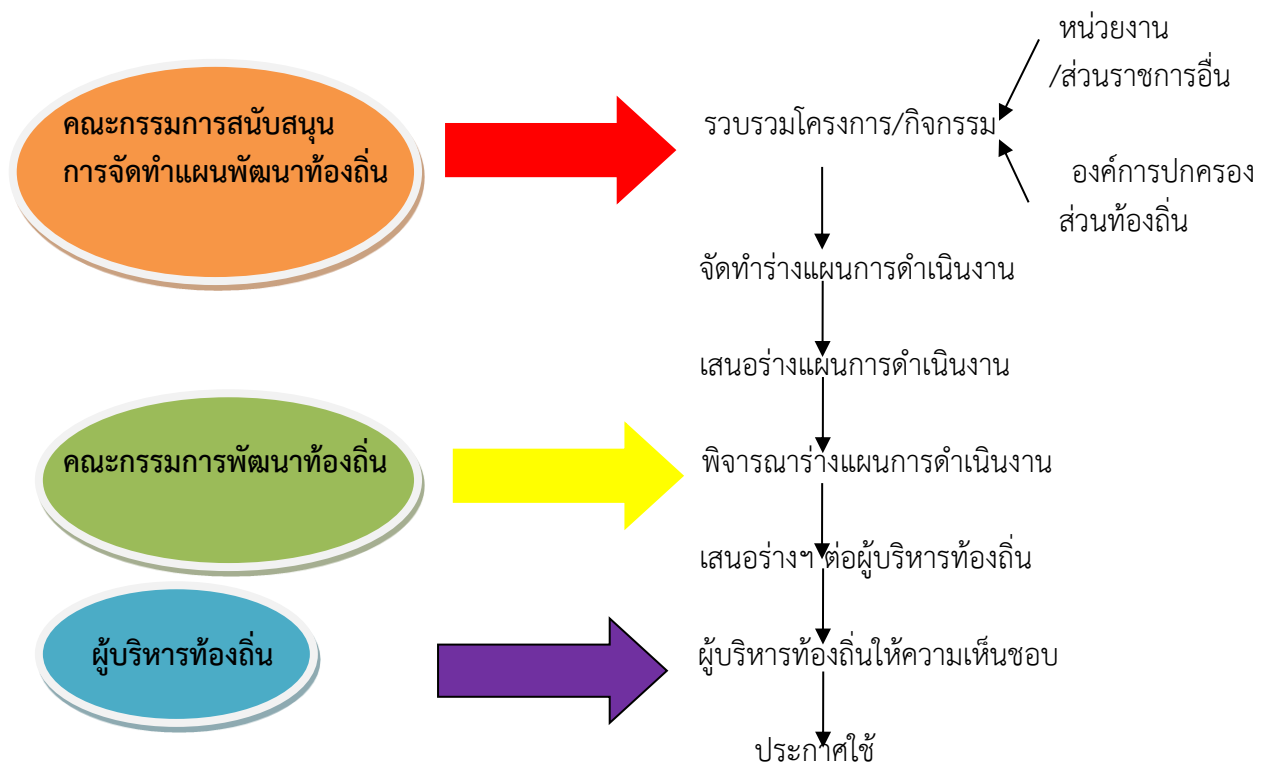 หน่วยงาน
/ส่วนราชการอื่น
คณะกรรมการสนับสนุน
การจัดทำแผนพัฒนาท้องถิ่น
รวบรวมโครงการ/กิจกรรม
องค์การปกครอง
ส่วนท้องถิ่น
จัดทำร่างแผนการดำเนินงาน
เสนอร่างแผนการดำเนินงาน
คณะกรรมการพัฒนาท้องถิ่น
พิจารณาร่างแผนการดำเนินงาน
เสนอร่างฯ ต่อผู้บริหารท้องถิ่น
ผู้บริหารท้องถิ่น
ผู้บริหารท้องถิ่นให้ความเห็นชอบ
ประกาศใช้